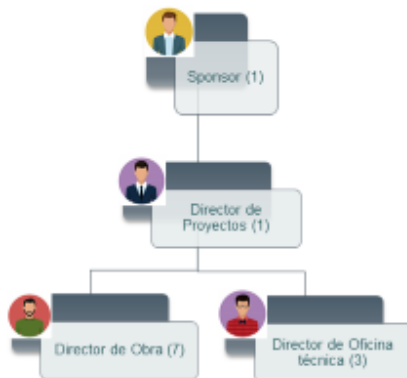 Sponsor (1)
Director de
Proyectos (1)
Director de Obra (7)
Director de Oficina
técnica (3)